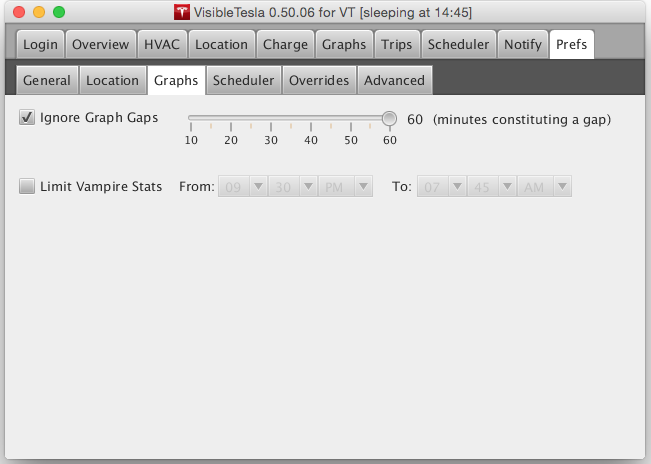 VisibleTesla 0.50.06 for VT [sleeping at 14:45]
Login Overview HVAC Location Charge Graphs Trips Scheduler Notify Prefs
General Location Graphs Scheduler Overrides Advanced
Ignore Graph Gaps 60 (minutes constituting a gap)
10 20 30 40 50 60
Limit Vampire Stats From: 09 30 PM To: 07 45 AM